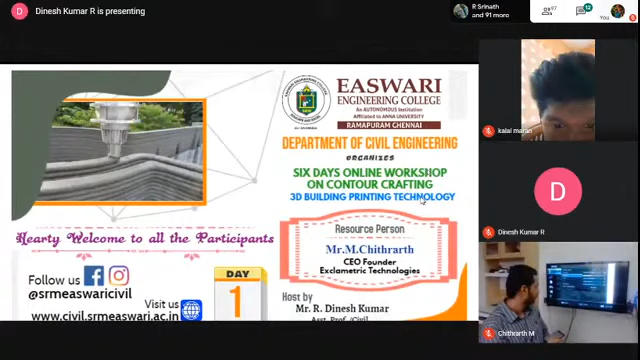 Dinesh Kumar R is presenting
R Srinath
and 91 more
97
12
You
EASWARI
ENGINEERING COLLEGE
An AUTONOMOUS Institution
Affiliated to ANNA UNIVERSITY
RAMAPURAM CHENNAI
DEPARTMENT OF CIVIL ENGINEERING
ORGANIZES
SIX DAYS ONLINE WORKSHOP
ON CONTOUR CRAFTING
3D BUILDING PRINTING TECHNOLOGY
Hearty Welcome to all the Participants
Resource Person
Mr.M.Chithrarth
CEO Founder
Exclametric Technologies
Follow us
@srmeaswaricivil
Visit us
www.civil.srmeaswari.ac.in
DAY
1
Host by
Mr. R. Dinesh Kumar
Asst. Prof /Civil
kalai maran
D
Dinesh Kumar R
Chithrarth M